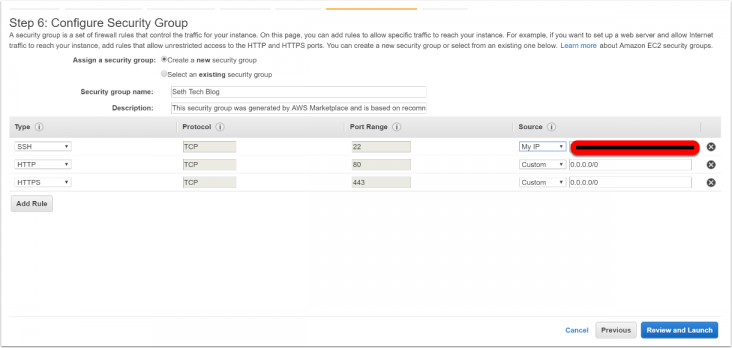 Step 6: Configure Security Group
A security group is a set of firewall rules that control the traffic for your instance. On this page, you can add rules to allow specific traffic to reach your instance. For example, if you want to set up a web server and allow Internet
traffic to reach your instance, add rules that allow unrestricted access to the HTTP and HTTPS ports. You can create a new security group or select from an existing one below. Learn more about Amazon EC2 security groups.
Assign a security group: Create a new security group
Select an existing security group
Security group name: Seth Tech Blog
Description: This security group was generated by AWS Marketplace and is based on recomm
Type Protocol Port Range Source
SSH TCP 22 My IP
HTTP TCP 80 Custom 0.0.0.0/0
HTTPS TCP 443 Custom 0.0.0.0/0
Add Rule
Cancel Previous Review and Launch